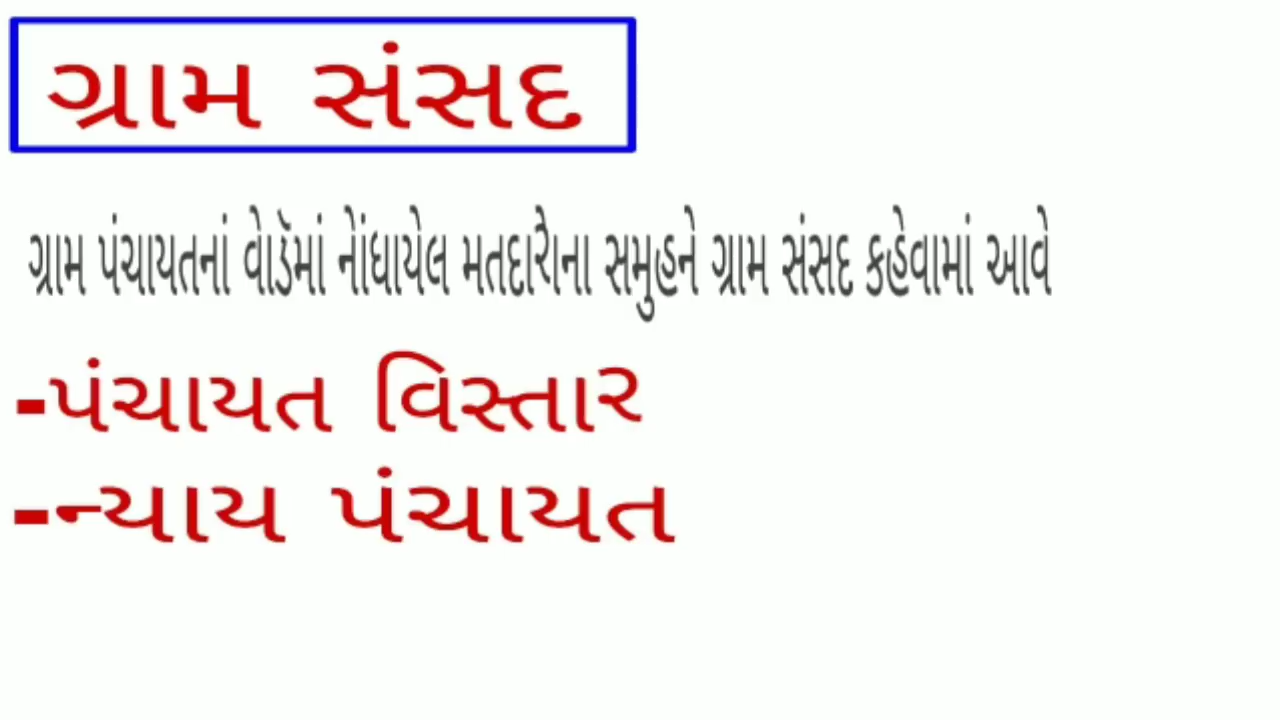 ગ્રામ સંસદ
ગ્રામ પંચાયતનાં વોર્ડમાં નોંધાયેલ મતદારોના સમુહને ગ્રામ સંસદ કહેવામાં આવે
-પંચાયત વિસ્તાર
-ન્યાય પંચાયત